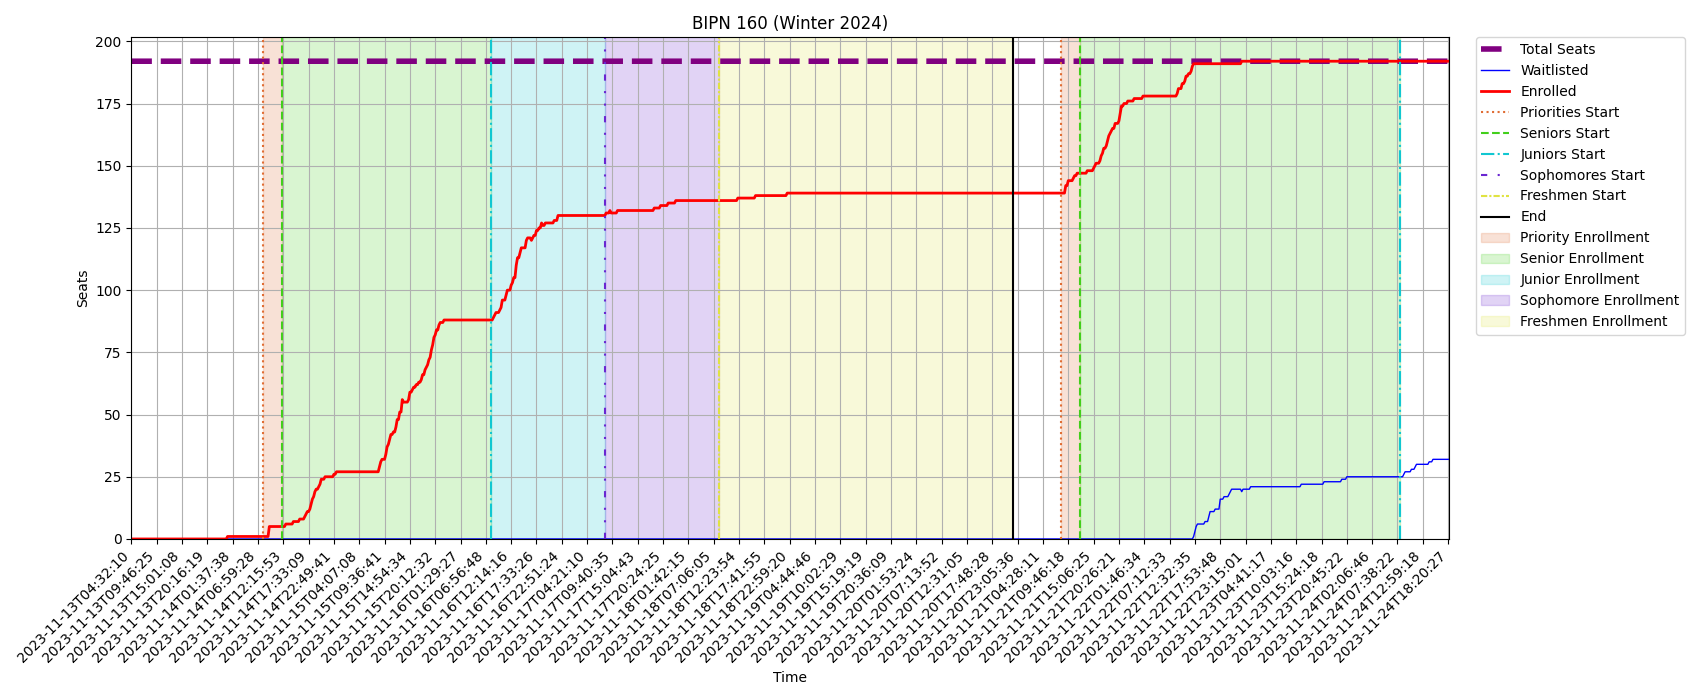 BIPN 160 (Winter 2024)
200
175
150
125
100
75
50
25
0
Seats
2023-11-13T04:32:10
2023-11-13T09:46:25
2023-11-13T15:01:08
2023-11-13T20:16:19
2023-11-14T01:37:38
2023-11-14T06:59:28
2023-11-14T12:15:53
2023-11-14T17:33:09
2023-11-14T22:49:41
2023-11-15T04:07:08
2023-11-15T09:36:41
2023-11-15T14:54:34
2023-11-15T20:12:32
2023-11-16T01:29:27
2023-11-16T06:56:48
2023-11-16T12:14:16
2023-11-16T17:33:26
2023-11-16T22:51:24
2023-11-17T04:21:10
2023-11-17T09:40:35
2023-11-17T15:04:43
2023-11-17T20:24:25
2023-11-18T01:42:15
2023-11-18T07:06:05
2023-11-18T12:23:54
2023-11-18T17:41:55
2023-11-18T22:59:20
2023-11-19T04:44:46
2023-11-19T10:02:29
2023-11-19T15:19:19
2023-11-19T20:36:09
2023-11-20T01:53:24
2023-11-20T07:13:52
2023-11-20T12:31:05
2023-11-20T17:48:28
2023-11-20T23:05:36
2023-11-21T04:28:11
2023-11-21T09:46:18
2023-11-21T15:06:25
2023-11-21T20:26:21
2023-11-22T01:46:34
2023-11-22T07:12:33
2023-11-22T12:32:35
2023-11-22T17:53:48
2023-11-22T23:15:01
2023-11-23T04:41:17
2023-11-23T10:03:16
2023-11-23T15:24:18
2023-11-23T20:45:22
2023-11-24T02:06:46
2023-11-24T07:38:22
2023-11-24T12:59:18
2023-11-24T18:20:27
Time
Total Seats
Waitlisted
Enrolled
Priorities Start
Seniors Start
Juniors Start
Sophomores Start
Freshmen Start
End
Priority Enrollment
Senior Enrollment
Junior Enrollment
Sophomore Enrollment
Freshmen Enrollment